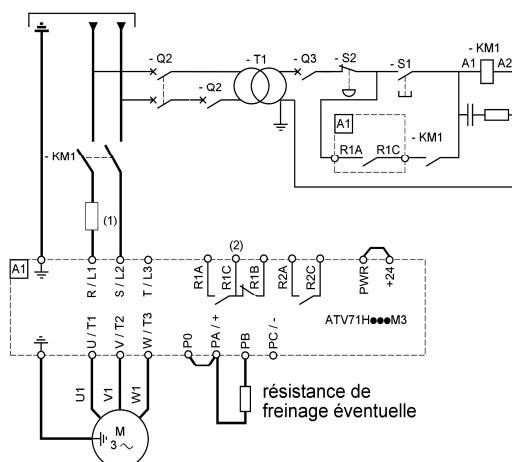 - Q2
- T1
- Q3
- S2
- S1
- KM1
A1
A2
- Q2
A1
R1A
R1C
- KM1
- KM1
(1)
(2)
A1
R / L1
S / L2
T / L3
R1A
R1C
R1B
R2A
R2C
PWR
+24
ATV71H●●●M3
U / T1
V / T2
W / T3
P0
PA / +
PB
PC / -
U1
V1
W1
M
3 ~
résistance de
freinage éventuelle